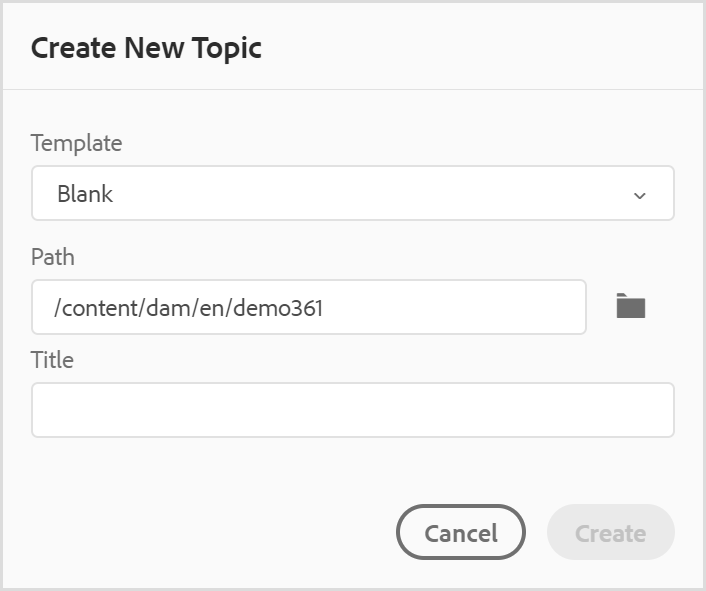 Create New Topic
Template
Blank
Path
/content/dam/en/demo361
Title
Cancel
Create